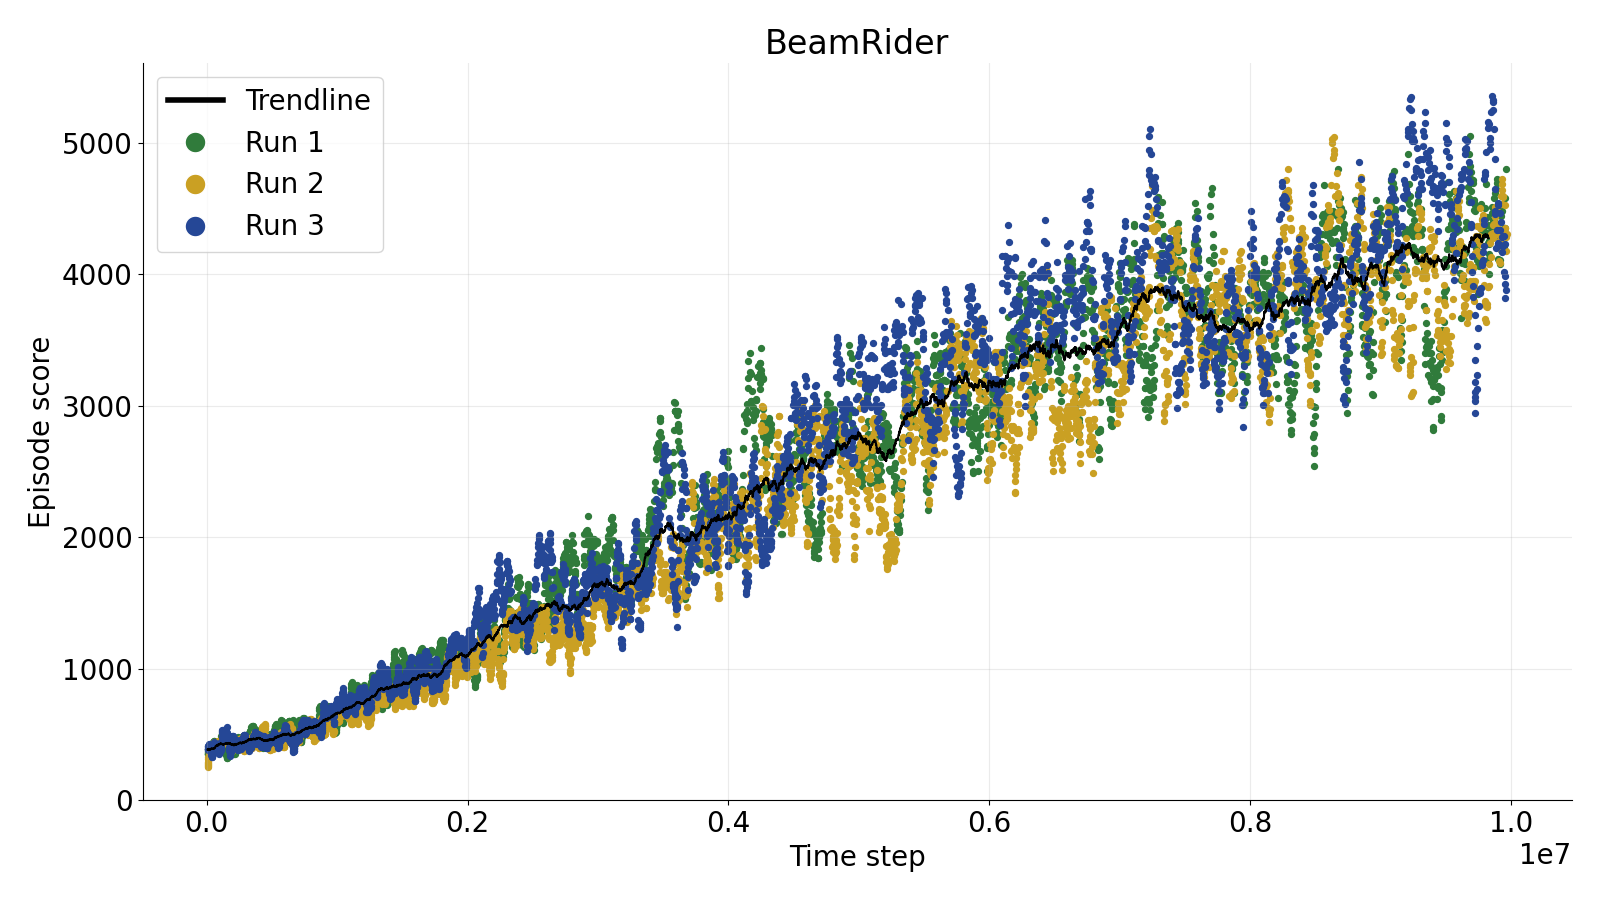 BeamRider
Trendline
Run 1
Run 2
Run 3
Episode score
5000
4000
3000
2000
1000
0
0.0 0.2 0.4 0.6 0.8 1.0
Time step
1e7